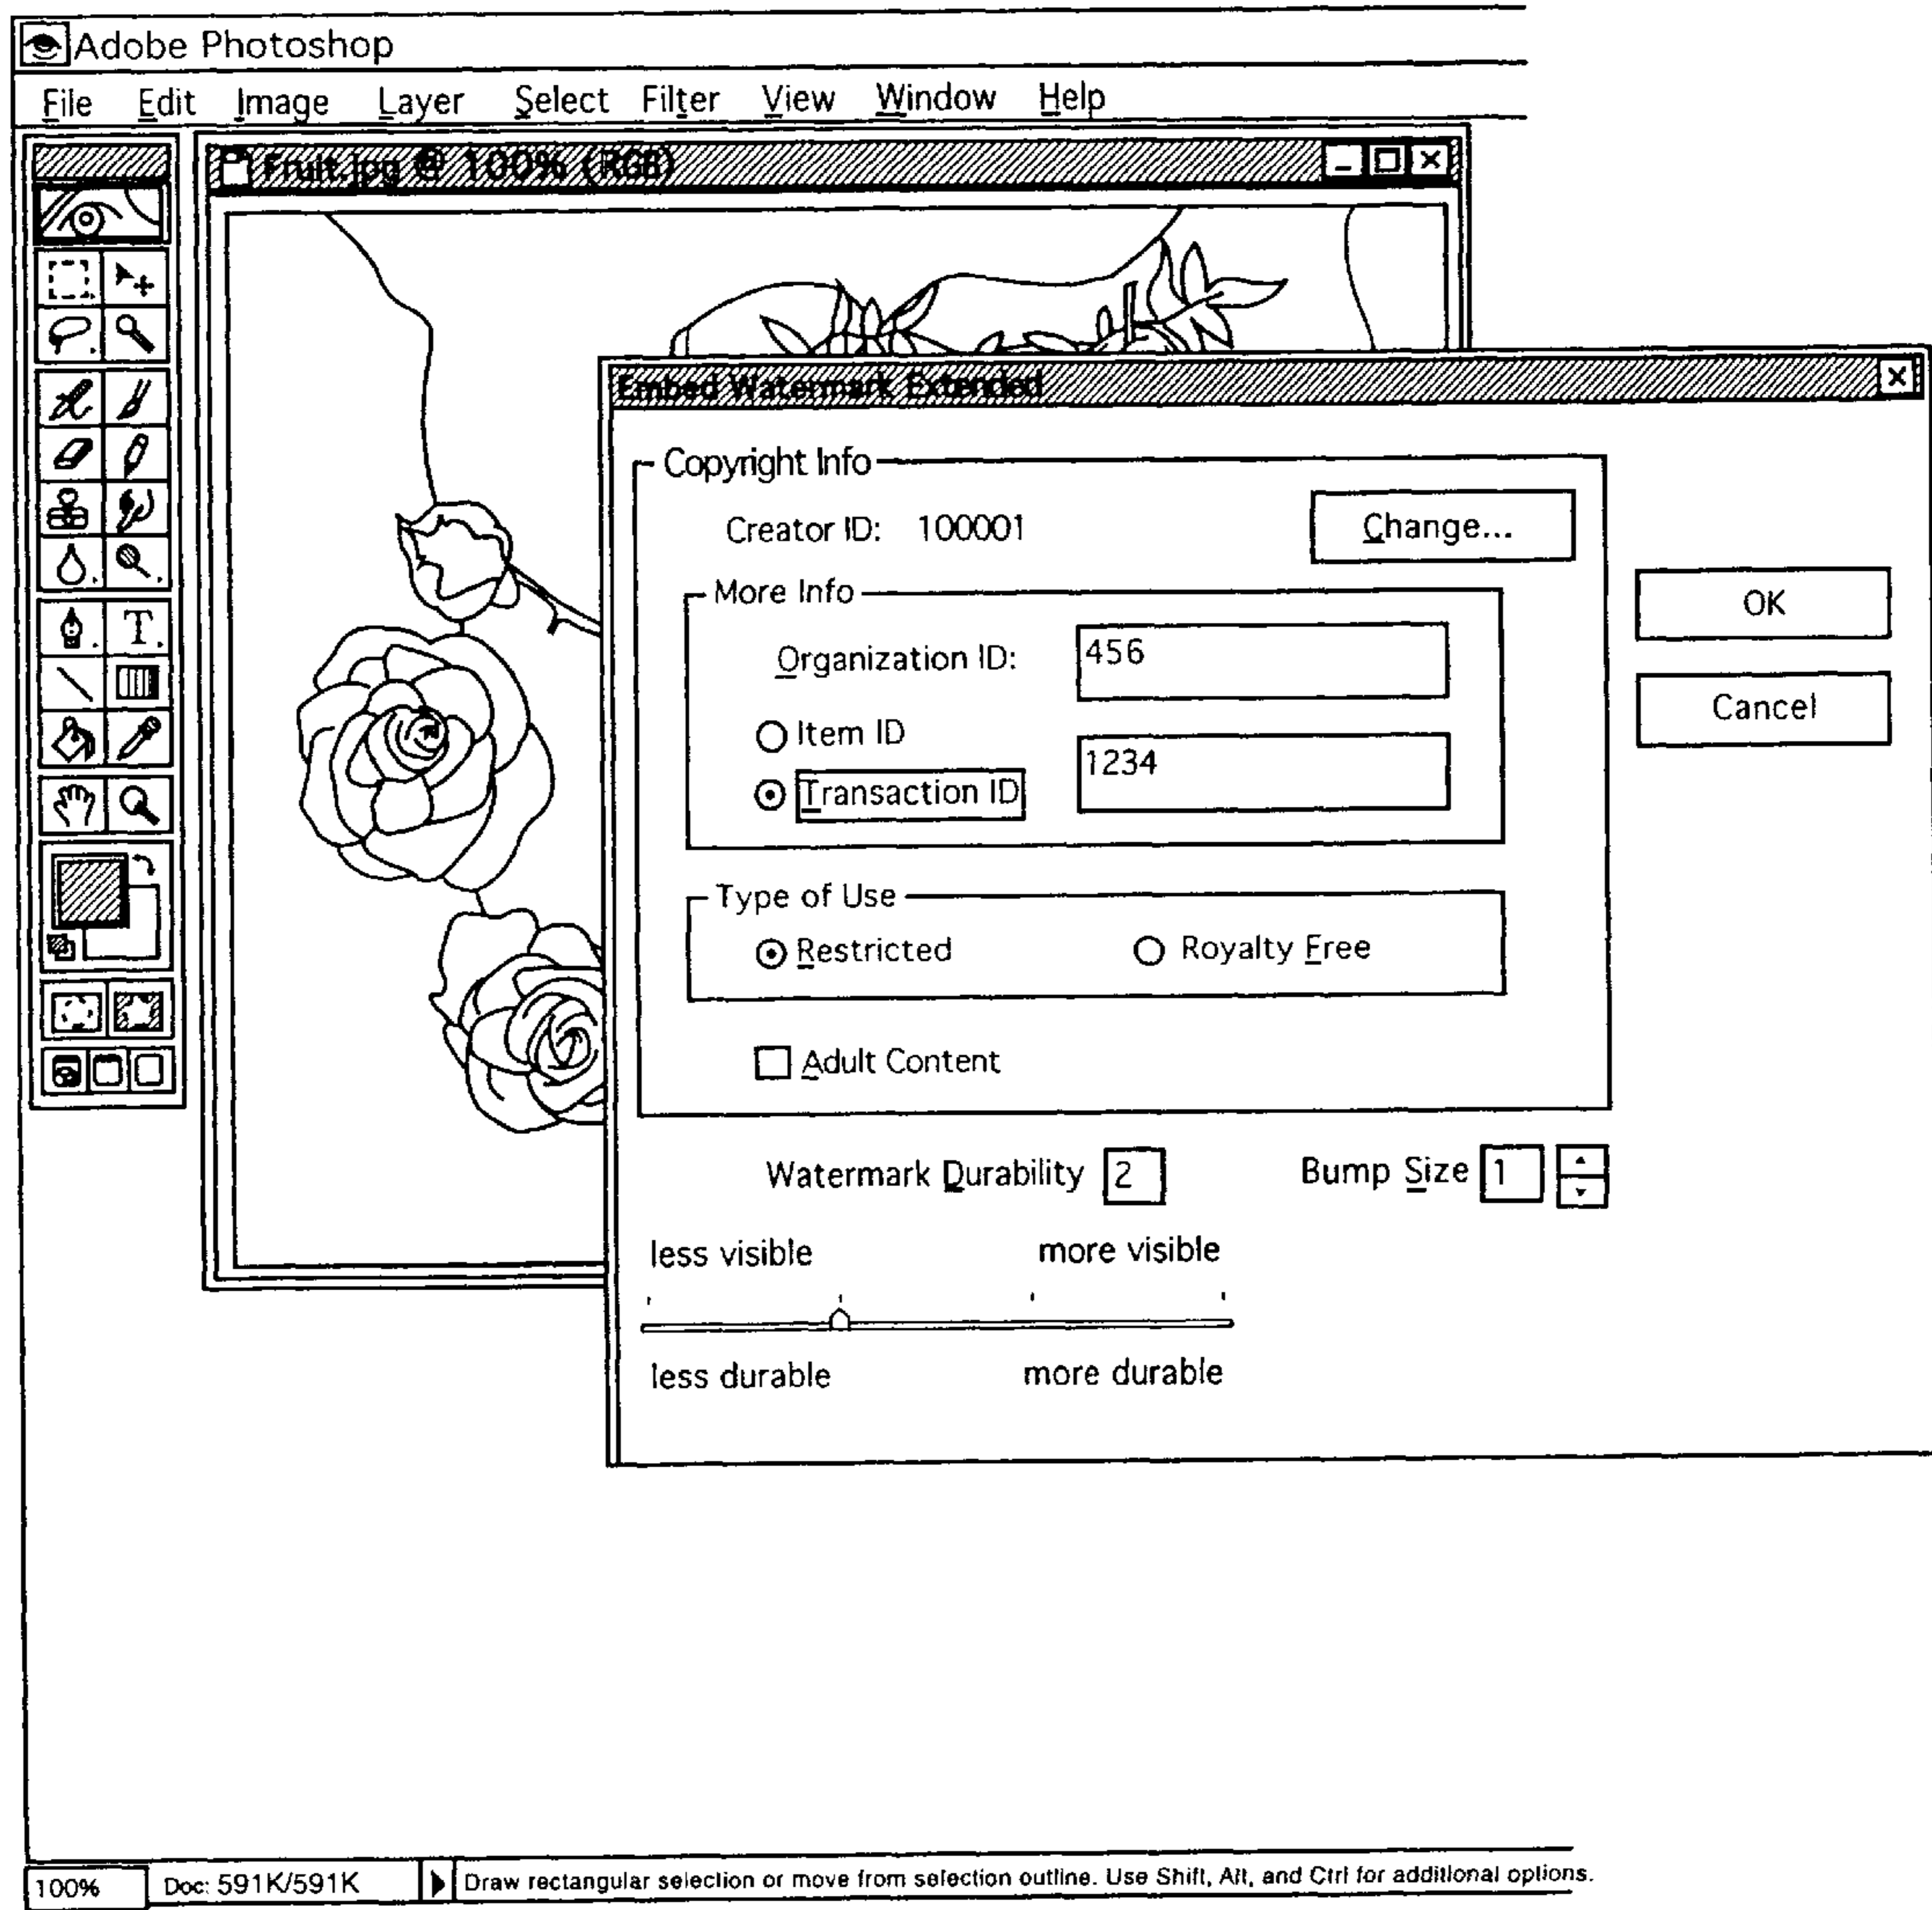 Adobe Photoshop
File Edit Image Layer Select Filter View Window Help
Fruit.jpg @ 100% (RGB)
Embed Watermark Extended
Copyright Info
Creator ID: 100001
Change...
More Info
OK
Organization ID: 456
Cancel
Item ID
1234
Transaction ID
Type of Use
Restricted Royalty Free
Adult Content
Watermark Durability 2 Bump Size 1
less visible more visible
less durable more durable
T
100% Doc: 591K/591K Draw rectangular selection or move from selection outline. Use Shift, Alt, and Ctrl for additional options.